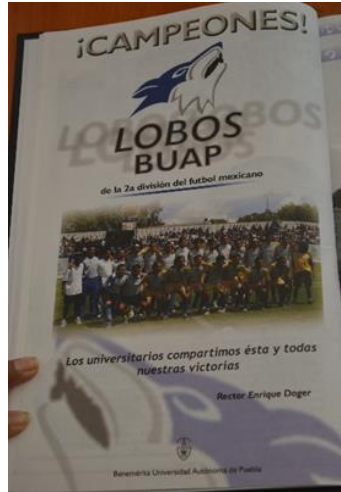 ¡CAMPEONES!
LOBOS
BUAP
de la 2a división del futbol mexicano
Los universitarios compartimos ésta y todas
nuestras victorias
Rector Enrique Doger
Benemérita Universidad Autónoma de Puebla